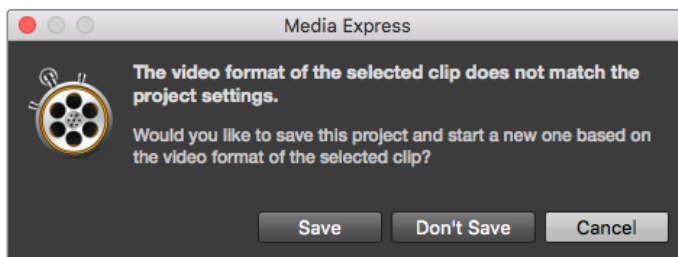 Media Express
The video format of the selected clip does not match the
project settings.
Would you like to save this project and start a new one based on
the video format of the selected clip?
Save
Don't Save
Cancel